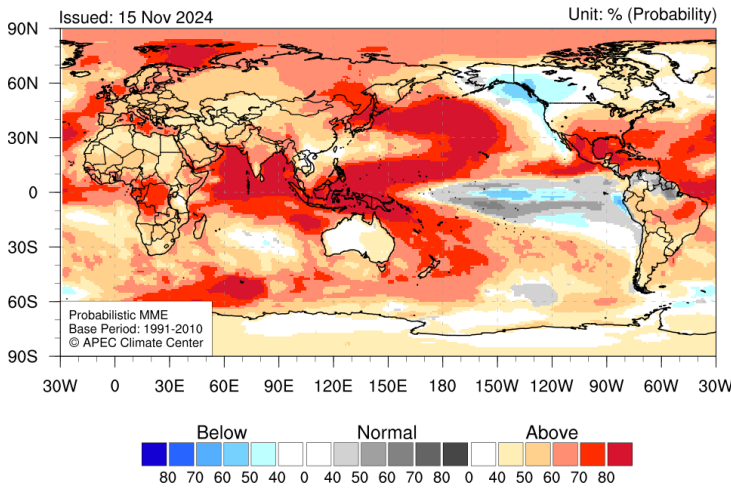 Issued: 15 Nov 2024 Unit: % (Probability)
90N
60N
30N
0
30S
60S
90S
Probabilistic MME
Base Period: 1991-2010
© APEC Climate Center
30W 0 30E 60E 90E 120E 150E 180 150W 120W 90W 60W 30W
Below Normal Above
80 70 60 50 40 0 40 50 60 70 80 0 40 50 60 70 80